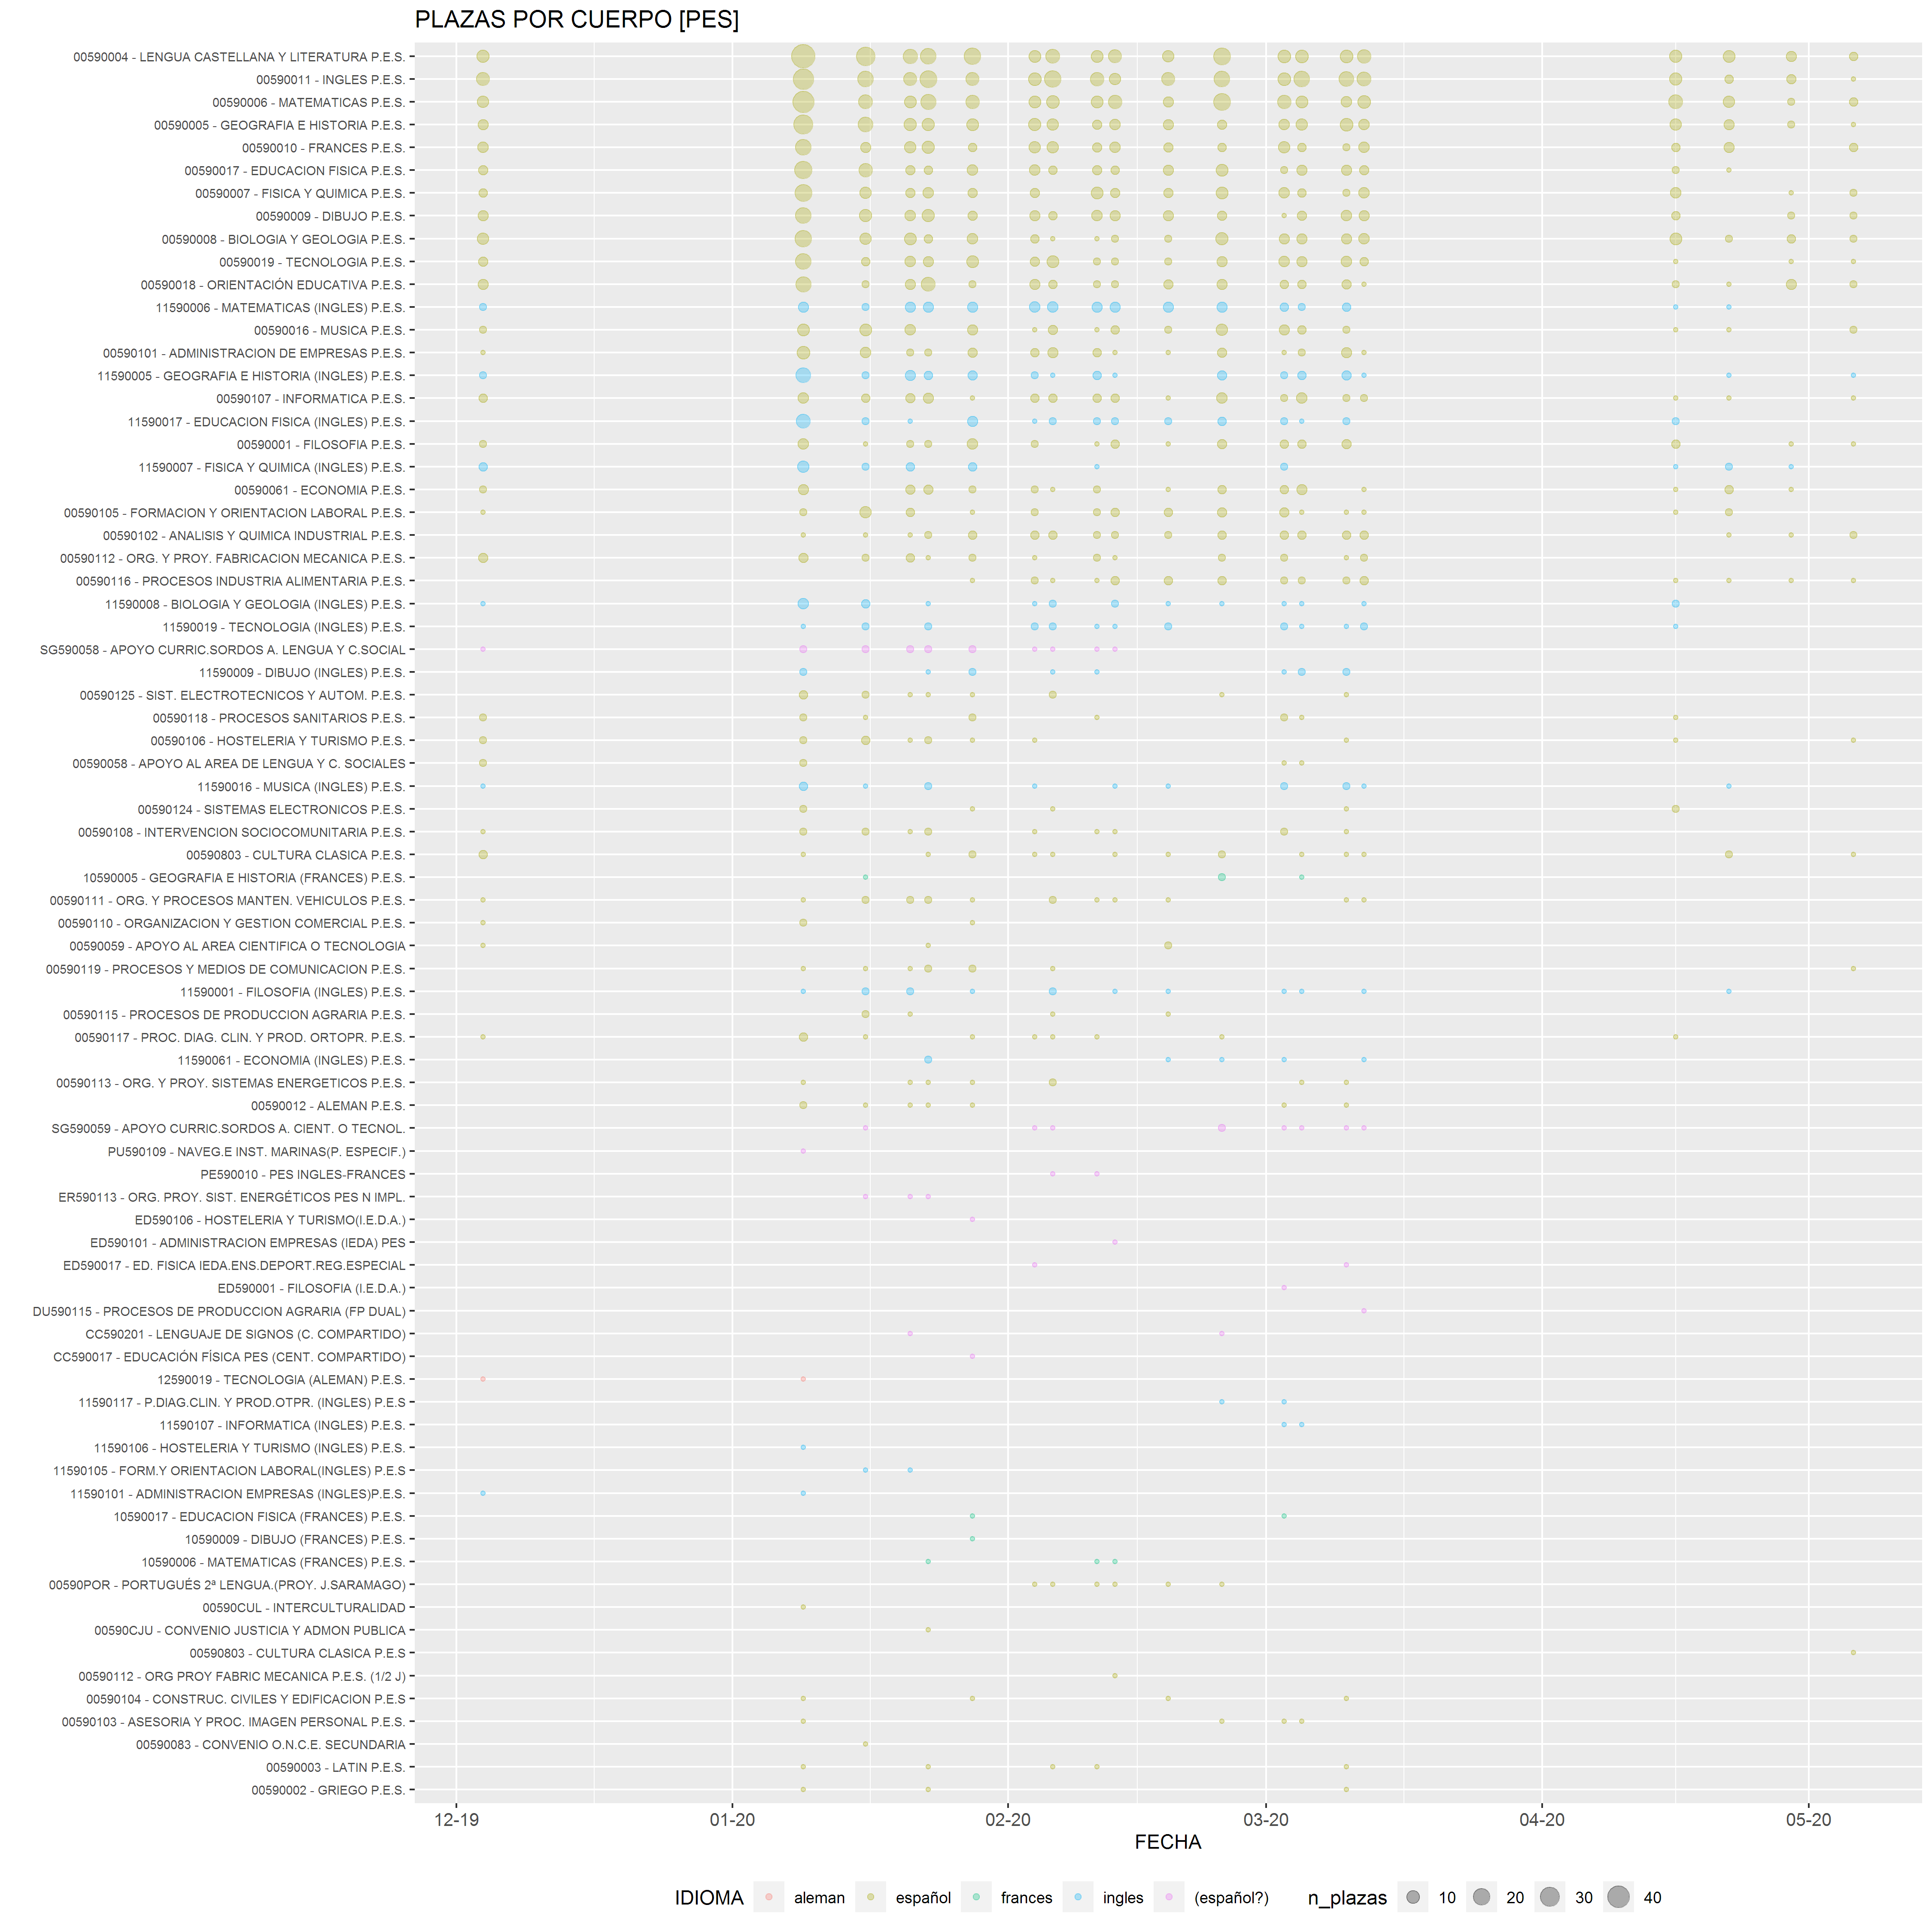 PLAZAS POR CUERPO [PES]
00590004 - LENGUA CASTELLANA Y LITERATURA P.E.S.
00590011 - INGLES P.E.S.
00590006 - MATEMATICAS P.E.S.
00590005 - GEOGRAFIA E HISTORIA P.E.S.
00590010 - FRANCES P.E.S.
00590017 - EDUCACION FISICA P.E.S.
00590007 - FISICA Y QUIMICA P.E.S.
00590009 - DIBUJO P.E.S.
00590008 - BIOLOGIA Y GEOLOGIA P.E.S.
00590019 - TECNOLOGIA P.E.S.
00590018 - ORIENTACIÓN EDUCATIVA P.E.S.
11590006 - MATEMATICAS (INGLES) P.E.S.
00590016 - MUSICA P.E.S.
00590101 - ADMINISTRACION DE EMPRESAS P.E.S.
11590005 - GEOGRAFIA E HISTORIA (INGLES) P.E.S.
00590107 - INFORMATICA P.E.S.
11590017 - EDUCACION FISICA (INGLES) P.E.S.
00590001 - FILOSOFIA P.E.S.
11590007 - FISICA Y QUIMICA (INGLES) P.E.S.
00590061 - ECONOMIA P.E.S.
00590105 - FORMACION Y ORIENTACION LABORAL P.E.S.
00590102 - ANALISIS Y QUIMICA INDUSTRIAL P.E.S.
00590112 - ORG. Y PROY. FABRICACION MECANICA P.E.S.
00590116 - PROCESOS INDUSTRIA ALIMENTARIA P.E.S.
11590008 - BIOLOGIA Y GEOLOGIA (INGLES) P.E.S.
11590019 - TECNOLOGIA (INGLES) P.E.S.
SG590058 - APOYO CURRIC.SORDOS A. LENGUA Y C.SOCIAL
11590009 - DIBUJO (INGLES) P.E.S.
00590125 - SIST. ELECTROTECNICOS Y AUTOM. P.E.S.
00590118 - PROCESOS SANITARIOS P.E.S.
00590106 - HOSTELERIA Y TURISMO P.E.S.
00590058 - APOYO AL AREA DE LENGUA Y C. SOCIALES
11590016 - MUSICA (INGLES) P.E.S.
00590124 - SISTEMAS ELECTRONICOS P.E.S.
00590108 - INTERVENCION SOCIOCOMUNITARIA P.E.S.
00590803 - CULTURA CLASICA P.E.S.
10590005 - GEOGRAFIA E HISTORIA (FRANCES) P.E.S.
00590111 - ORG. Y PROCESOS MANTEN. VEHICULOS P.E.S.
00590110 - ORGANIZACION Y GESTION COMERCIAL P.E.S.
00590059 - APOYO AL AREA CIENTIFICA O TECNOLOGIA
00590119 - PROCESOS Y MEDIOS DE COMUNICACION P.E.S.
11590001 - FILOSOFIA (INGLES) P.E.S.
00590115 - PROCESOS DE PRODUCCION AGRARIA P.E.S.
00590117 - PROC. DIAG. CLIN. Y PROD. ORTOPR. P.E.S.
11590061 - ECONOMIA (INGLES) P.E.S.
00590113 - ORG. Y PROY. SISTEMAS ENERGETICOS P.E.S.
00590012 - ALEMAN P.E.S.
SG590059 - APOYO CURRIC.SORDOS A. CIENT. O TECNOL.
PU590109 - NAVEG.E INST. MARINAS(P. ESPECIF.)
PE590010 - PES INGLES-FRANCES
ER590113 - ORG. PROY. SIST. ENERGÉTICOS PES N IMPL.
ED590106 - HOSTELERIA Y TURISMO(I.E.D.A.)
ED590101 - ADMINISTRACION EMPRESAS (IEDA) PES
ED590017 - ED. FISICA IEDA.ENS.DEPORT.REG.ESPECIAL
ED590001 - FILOSOFIA (I.E.D.A.)
DU590115 - PROCESOS DE PRODUCCION AGRARIA (FP DUAL)
CC590201 - LENGUAJE DE SIGNOS (C. COMPARTIDO)
CC590017 - EDUCACIÓN FÍSICA PES (CENT. COMPARTIDO)
12590019 - TECNOLOGIA (ALEMAN) P.E.S.
11590117 - P.DIAG.CLIN. Y PROD.OTPR. (INGLES) P.E.S
11590107 - INFORMATICA (INGLES) P.E.S.
11590106 - HOSTELERIA Y TURISMO (INGLES) P.E.S.
11590105 - FORM.Y ORIENTACION LABORAL(INGLES) P.E.S
11590101 - ADMINISTRACION EMPRESAS (INGLES)P.E.S.
10590017 - EDUCACION FISICA (FRANCES) P.E.S.
10590009 - DIBUJO (FRANCES) P.E.S.
10590006 - MATEMATICAS (FRANCES) P.E.S.
00590POR - PORTUGUÉS 2ª LENGUA.(PROY. J.SARAMAGO)
00590CUL - INTERCULTURALIDAD
00590CJU - CONVENIO JUSTICIA Y ADMON PUBLICA
00590803 - CULTURA CLASICA P.E.S
00590112 - ORG PROY FABRIC MECANICA P.E.S. (1/2 J)
00590104 - CONSTRUC. CIVILES Y EDIFICACION P.E.S
00590103 - ASESORIA Y PROC. IMAGEN PERSONAL P.E.S.
00590083 - CONVENIO O.N.C.E. SECUNDARIA
00590003 - LATIN P.E.S.
00590002 - GRIEGO P.E.S.
12-19 01-20 02-20 03-20 04-20 05-20
FECHA
IDIOMA aleman español frances ingles (español?) n_plazas 10 20 30 40